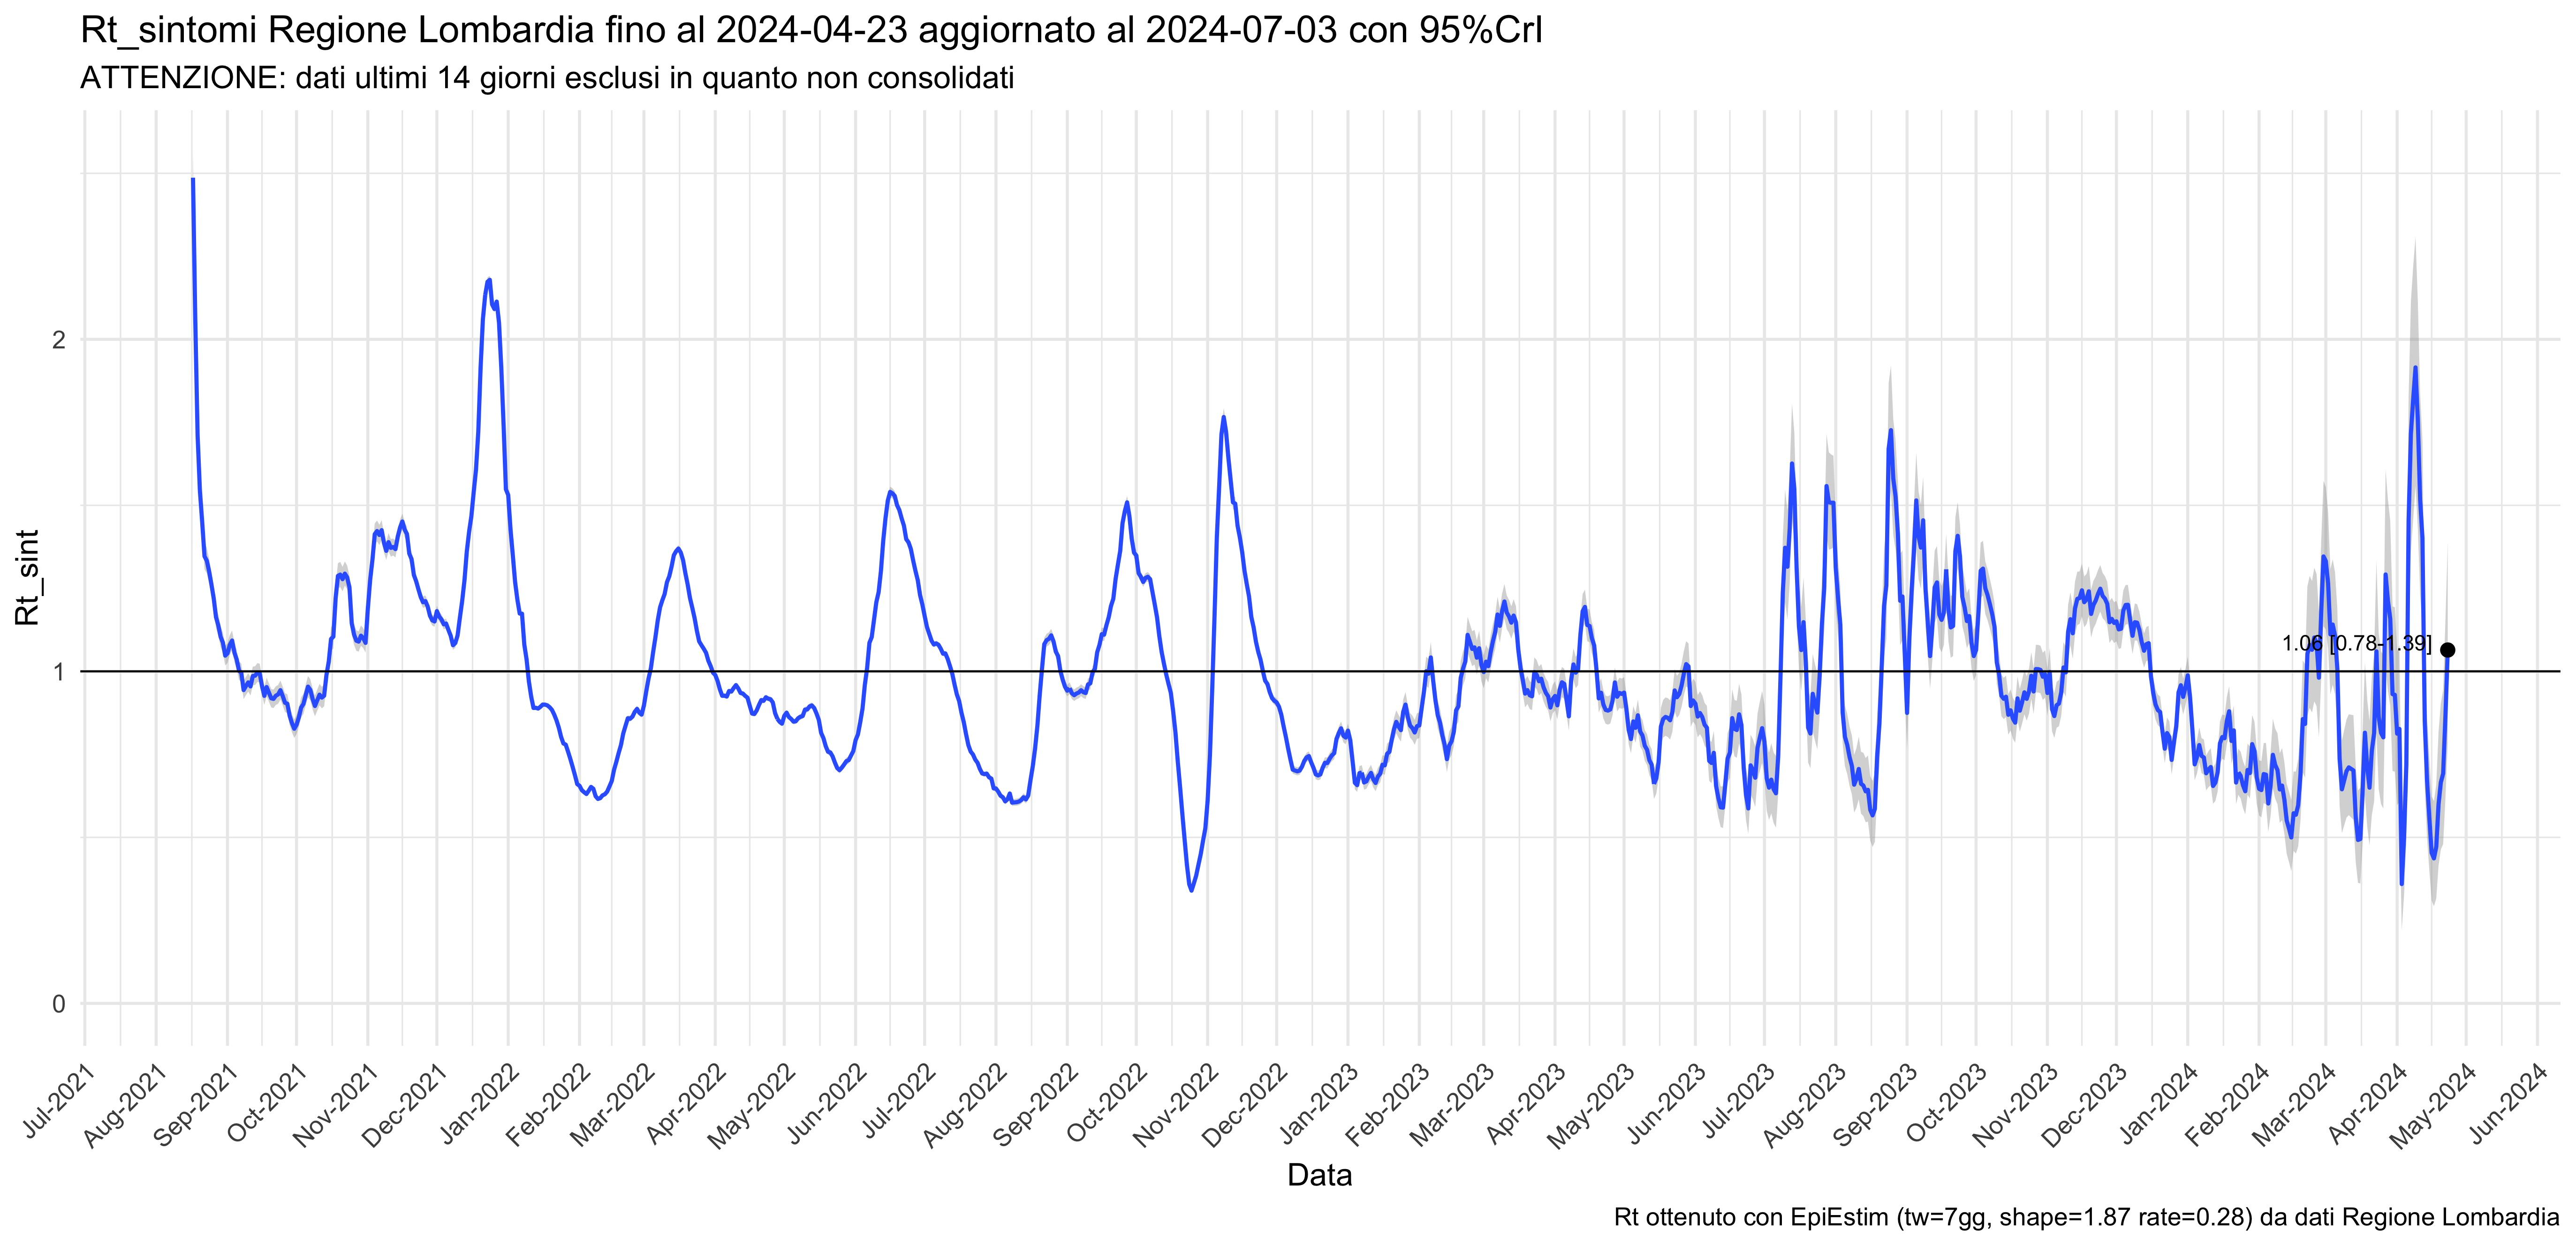 Rt_sintomi Regione Lombardia fino al 2024-04-23 aggiornato al 2024-07-03 con 95%CrI
ATTENZIONE: dati ultimi 14 giorni esclusi in quanto non consolidati
Rt_sint
2
1
0
1.06 [0.78-1.39]
Jul-2021
Aug-2021
Sep-2021
Oct-2021
Nov-2021
Dec-2021
Jan-2022
Feb-2022
Mar-2022
Apr-2022
May-2022
Jun-2022
Jul-2022
Aug-2022
Sep-2022
Oct-2022
Nov-2022
Dec-2022
Jan-2023
Feb-2023
Mar-2023
Apr-2023
May-2023
Jun-2023
Jul-2023
Aug-2023
Sep-2023
Oct-2023
Nov-2023
Dec-2023
Jan-2024
Feb-2024
Mar-2024
Apr-2024
May-2024
Jun-2024
Data
Rt ottenuto con EpiEstim (tw=7gg, shape=1.87 rate=0.28) da dati Regione Lombardia